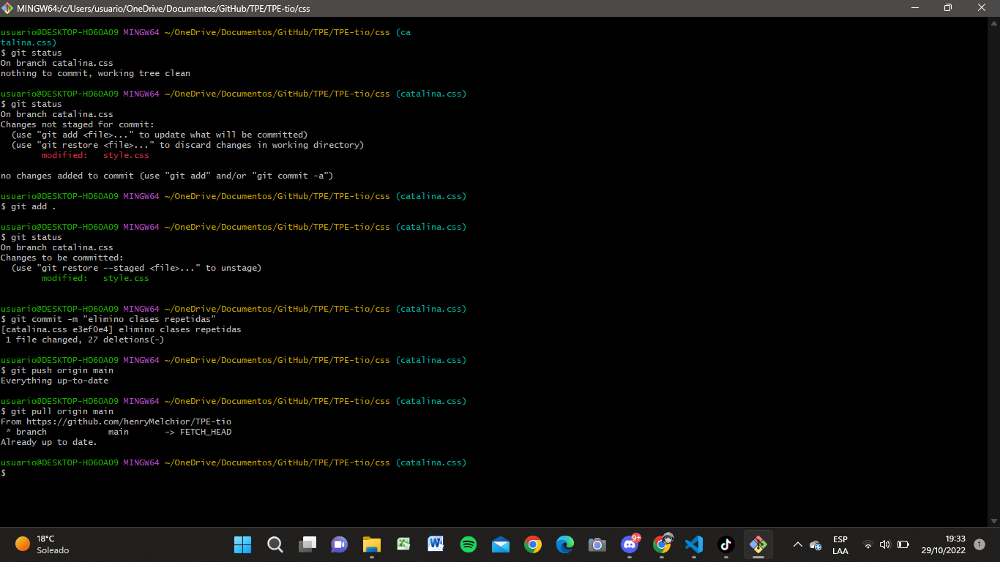 MINGW64:/c/Users/usuario/OneDrive/Documentos/GitHub/TPE/TPE-tio/css
usuario@DESKTOP-HD60A09 MINGW64 ~/OneDrive/Documentos/GitHub/TPE/TPE-tio/css (ca
talina.css)
$ git status
On branch catalina.css
nothing to commit, working tree clean
usuario@DESKTOP-HD60A09 MINGW64 ~/OneDrive/Documentos/GitHub/TPE/TPE-tio/css (catalina.css)
$ git status
On branch catalina.css
Changes not staged for commit:
(use "git add <file>..." to update what will be committed)
(use "git restore <file>..." to discard changes in working directory)
modified: style.css
no changes added to commit (use "git add" and/or "git commit -a")
usuario@DESKTOP-HD60A09 MINGW64 ~/OneDrive/Documentos/GitHub/TPE/TPE-tio/css (catalina.css)
$ git add .
usuario@DESKTOP-HD60A09 MINGW64 ~/OneDrive/Documentos/GitHub/TPE/TPE-tio/css (catalina.css)
$ git status
On branch catalina.css
Changes to be committed:
(use "git restore --staged <file>..." to unstage)
modified: style.css
usuario@DESKTOP-HD60A09 MINGW64 ~/OneDrive/Documentos/GitHub/TPE/TPE-tio/css (catalina.css)
$ git commit -m "elimino clases repetidas"
[catalina.css e3ef0e4] elimino clases repetidas
1 file changed, 27 deletions(-)
usuario@DESKTOP-HD60A09 MINGW64 ~/OneDrive/Documentos/GitHub/TPE/TPE-tio/css (catalina.css)
$ git push origin main
Everything up-to-date
usuario@DESKTOP-HD60A09 MINGW64 ~/OneDrive/Documentos/GitHub/TPE/TPE-tio/css (catalina.css)
$ git pull origin main
From https://github.com/henryMelchior/TPE-tio
* branch main -> FETCH_HEAD
Already up to date.
usuario@DESKTOP-HD60A09 MINGW64 ~/OneDrive/Documentos/GitHub/TPE/TPE-tio/css (catalina.css)
$
18°C
Soleado
9+
ESP
LAA
19:33
29/10/2022
1